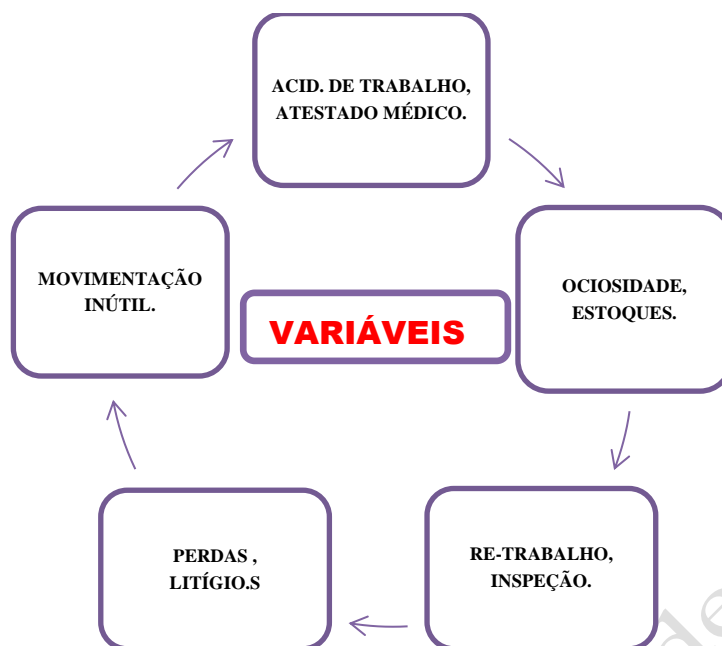 ACID. DE TRABALHO,
ATESTADO MÉDICO.
OCIOSIDADE,
ESTOQUES.
RE-TRABALHO,
INSPEÇÃO.
PERDAS ,
LITÍGIO.S
MOVIMENTAÇÃO
INÚTIL.
VARIÁVEIS